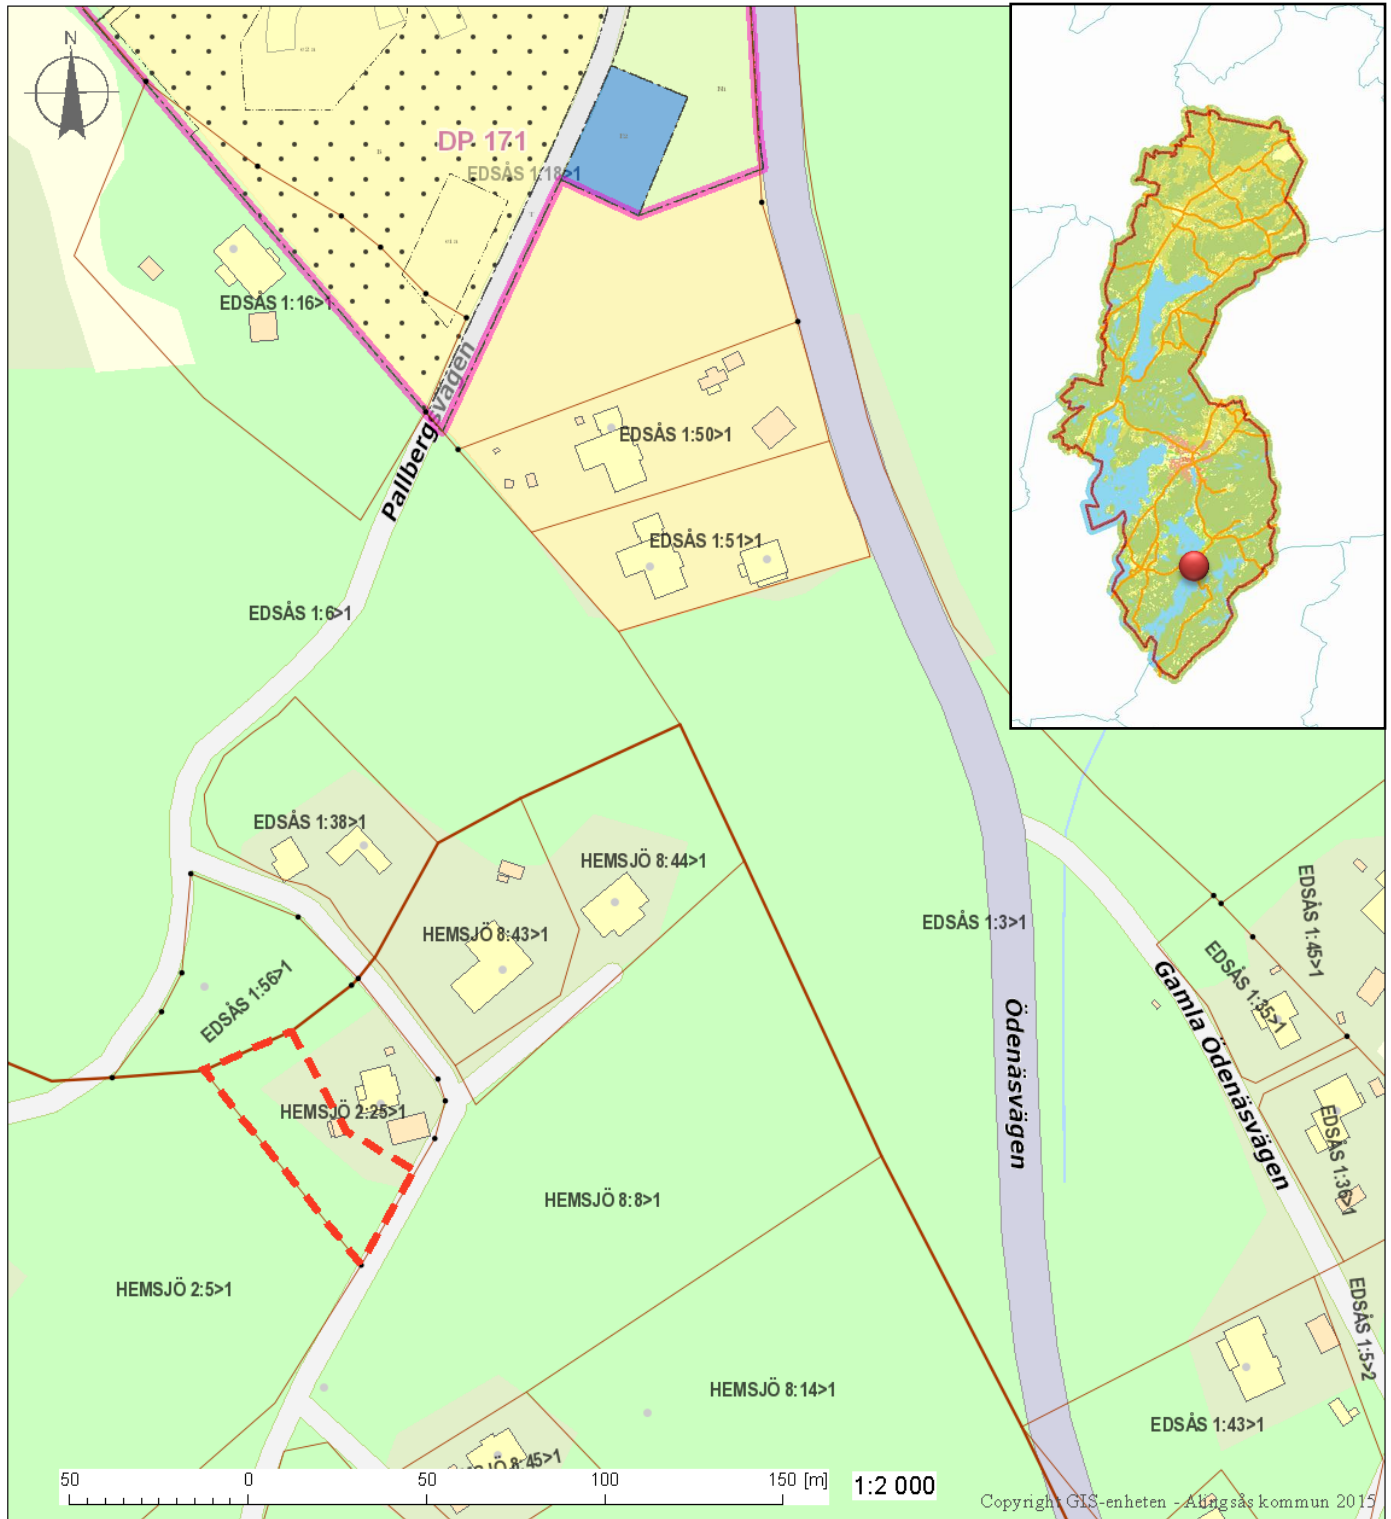 N
DP 171
EDSÅS 1:18>1
EDSÅS 1:16>1
Pallbergsvägen
EDSÅS 1:50>1
EDSÅS 1:51>1
EDSÅS 1:6>1
EDSÅS 1:38>1
HEMSJÖ 8:44>1
HEMSJÖ 8:43>1
EDSÅS 1:3>1
EDSÅS 1:45>1
EDSÅS 1:35>1
EDSÅS 1:56>1
Gamla Ödenäsvägen
Ödenäsvägen
HEMSJÖ 2:25>1
EDSÅS 1:36>1
HEMSJÖ 8:8>1
HEMSJÖ 2:5>1
EDSÅS 1:5>2
HEMSJÖ 8:14>1
EDSÅS 1:43>1
8:45>1
50 0 50 100 150 [m]
1:2 000
Copyright GIS-enheten - Alingsås kommun 2015